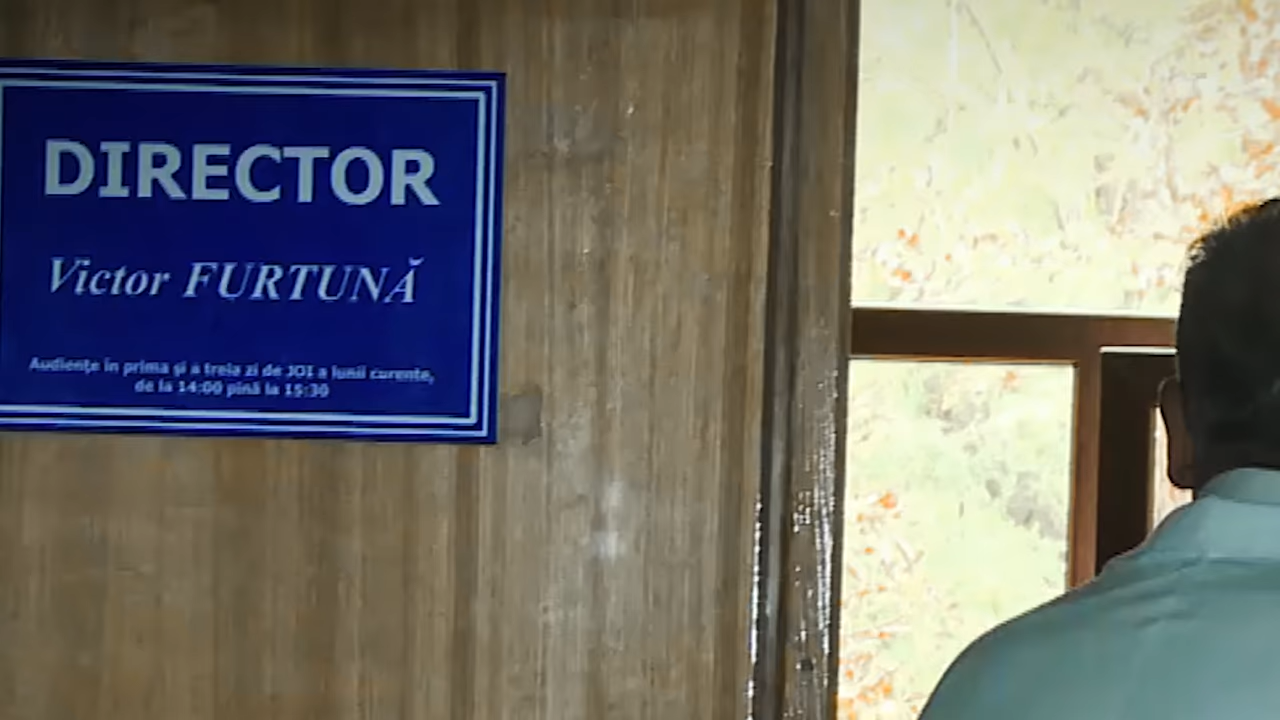 DIRECTOR
Victor FURTUNĂ
Audiențe în prima și a treia zi de JOI a lunii curente,
de la 14:00 pină la 15:30